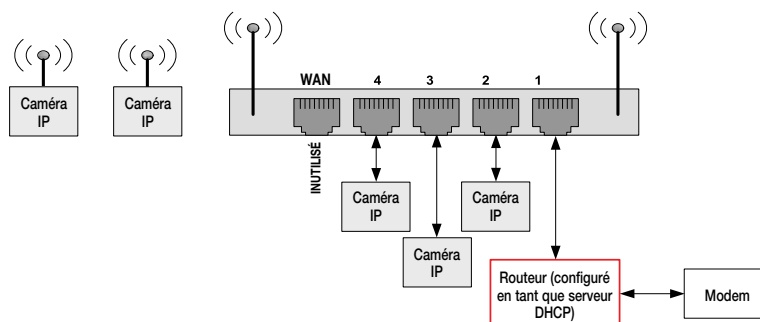 WAN
4
3
2
1
Caméra
IP
Caméra
IP
INUTILISÉ
Caméra
IP
Caméra
IP
Caméra
IP
Routeur (configuré
en tant que serveur
DHCP)
Modem